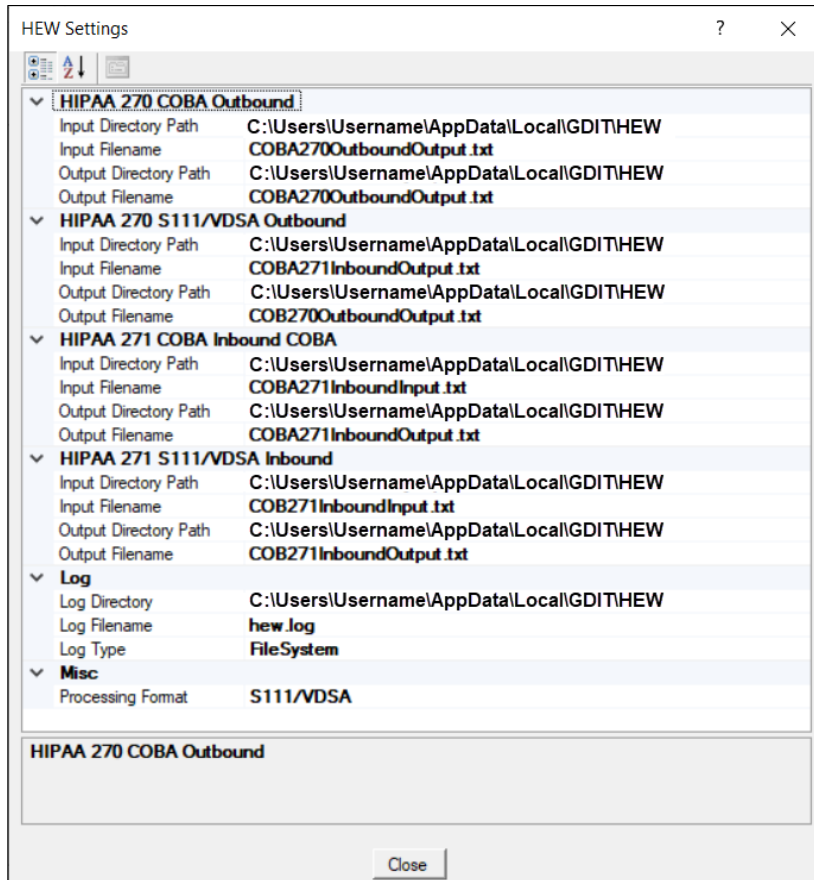 HEW Settings ?
A Z
HIPAA 270 COBA Outbound
Input Directory Path C:\Users\Username\AppData\Local\GDIT\HEW
Input Filename COBA270OutboundOutput.txt
Output Directory Path C:\Users\Username\AppData\Local\GDIT\HEW
Output Filename COBA270OutboundOutput.txt
HIPAA 270 S111/VDSA Outbound
Input Directory Path C:\Users\Username\AppData\Local\GDIT\HEW
Input Filename COBA271InboundOutput.txt
Output Directory Path C:\Users\Username\AppData\Local\GDIT\HEW
Output Filename COB270OutboundOutput.txt
HIPAA 271 COBA Inbound COBA
Input Directory Path C:\Users\Username\AppData\Local\GDIT\HEW
Input Filename COBA271InboundInput.txt
Output Directory Path C:\Users\Username\AppData\Local\GDIT\HEW
Output Filename COBA271InboundOutput.txt
HIPAA 271 S111/VDSA Inbound
Input Directory Path C:\Users\Username\AppData\Local\GDIT\HEW
Input Filename COB271InboundInput.txt
Output Directory Path C:\Users\Username\AppData\Local\GDIT\HEW
Output Filename COB271InboundOutput.txt
Log
Log Directory C:\Users\Username\AppData\Local\GDIT\HEW
Log Filename hew.log
Log Type FileSystem
Misc
Processing Format S111/VDSA
HIPAA 270 COBA Outbound
Close